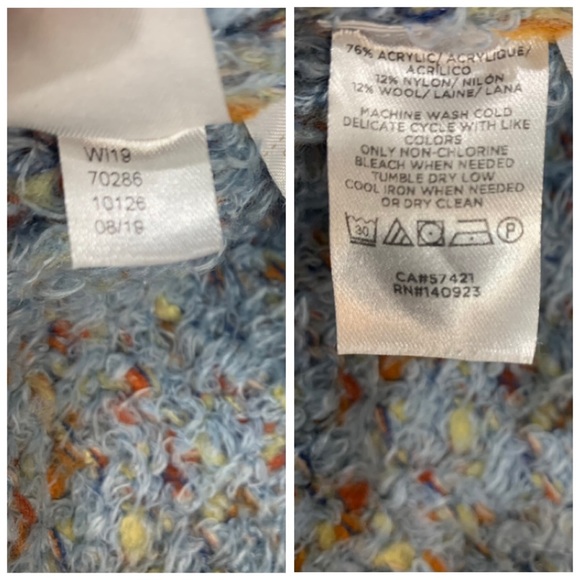 WI19
70286
10126
08/19
76% ACRYLIC/ ACRYLIQUE/
ACRÍLICO
12% NYLON/ NILÓN
12% WOOL/ LAINE/ LANA
MACHINE WASH COLD
DELICATE CYCLE WITH LIKE
COLORS
ONLY NON-CHLORINE
BLEACH WHEN NEEDED
TUMBLE DRY LOW
COOL IRON WHEN NEEDED
OR DRY CLEAN
30 P
CA#57421
RN#140923